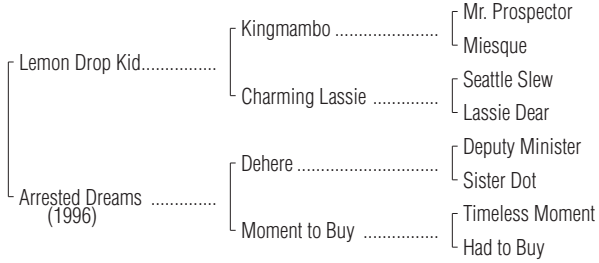 Mr. Prospector
Kingmambo ....................
Miesque
Lemon Drop Kid...............
Seattle Slew
Charming Lassie .............
Lassie Dear
Deputy Minister
Dehere ...........................
Sister Dot
Arrested Dreams .............
(1996)
Timeless Moment
Moment to Buy ...............
Had to Buy